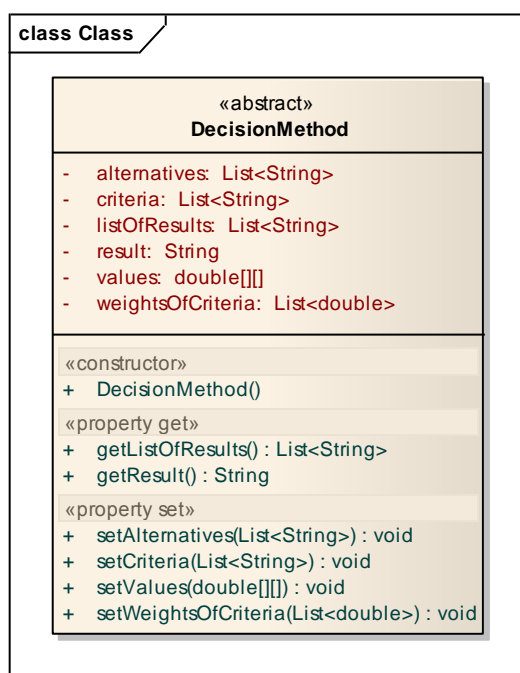 class Class
«abstract»
DecisionMethod
- alternatives: List<String>
- criteria: List<String>
- listOfResults: List<String>
- result: String
- values: double[][]
- weightsOfCriteria: List<double>
«constructor»
+ DecisionMethod()
«property get»
+ getListOfResults() : List<String>
+ getResult() : String
«property set»
+ setAlternatives(List<String>) : void
+ setCriteria(List<String>) : void
+ setValues(double[][]) : void
+ setWeightsOfCriteria(List<double>) : void